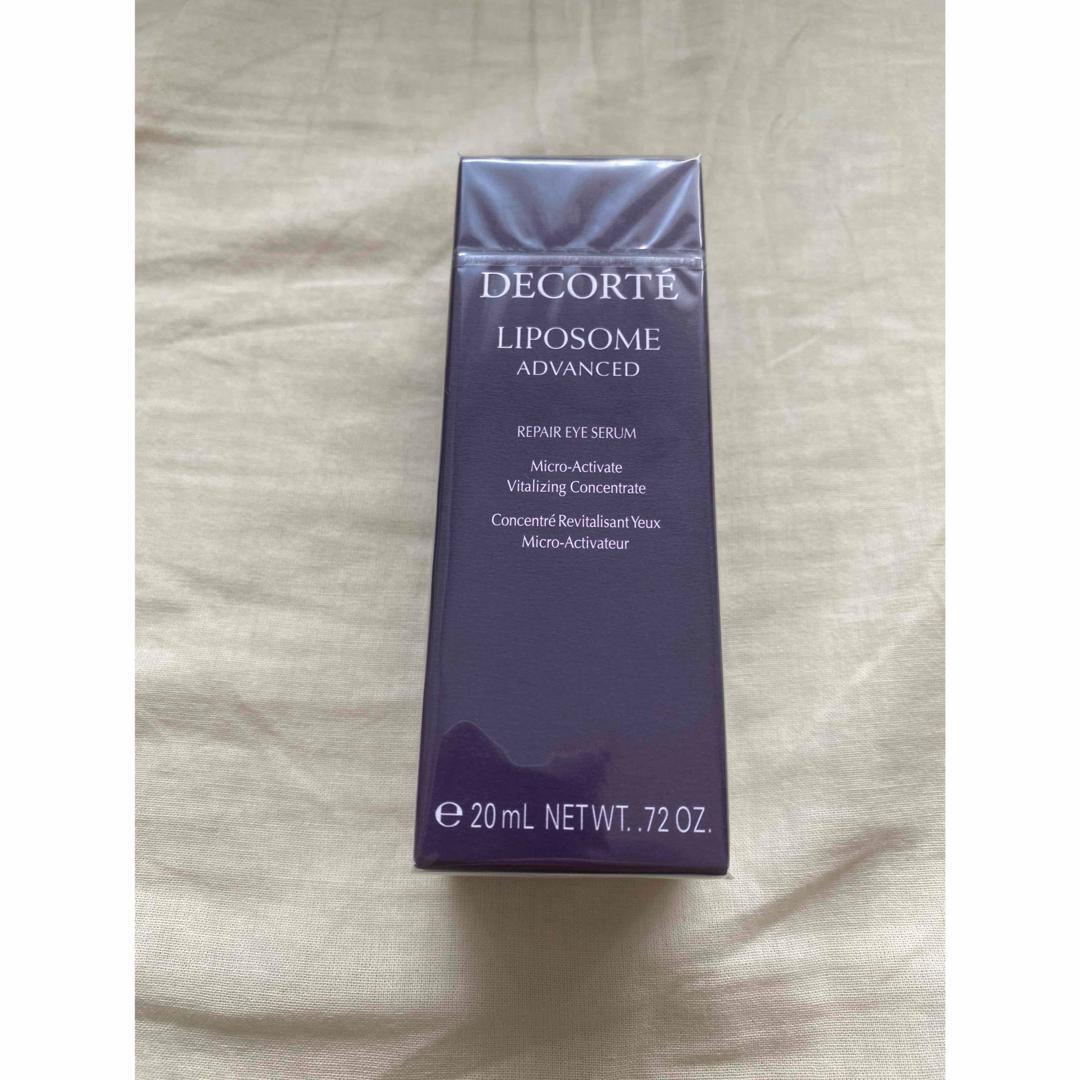 DECORTÉ
LIPOSOME
ADVANCED
REPAIR EYE SERUM
Micro-Activate
Vitalizing Concentrate
Concentré Revitalisant Yeux
Micro-Activateur
℮ 20 mL NET WT. .72 OZ.